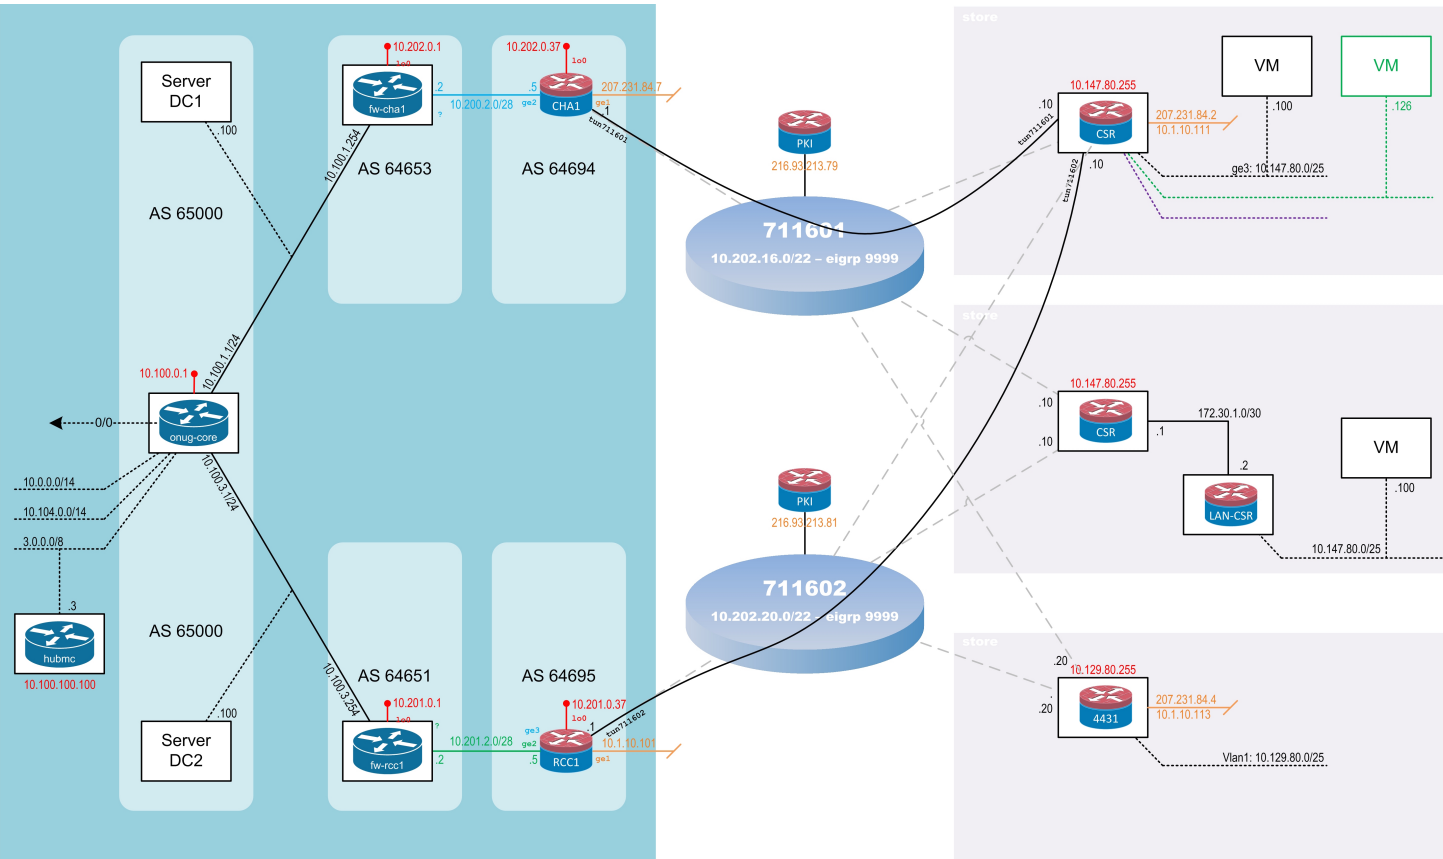 Server
DC1
.100
AS 65000
10.202.0.1
lo0
fw-cha1
.2
10.200.2.0/28
?
10.100.1.254
AS 64653
10.202.0.37
lo0
.5
ge2
CHA1
207.231.84.7
ge1
.1
tun711601
AS 64694
10.100.1.1/24
10.100.0.1
0/0
onug-core
10.100.3.1/24
10.0.0.0/14
10.104.0.0/14
3.0.0.0/8
.3
hubmc
10.100.100.100
AS 65000
.100
Server
DC2
10.100.3.254
AS 64651
10.201.0.1
lo0
?
fw-rcc1
10.201.2.0/28
.2
AS 64695
10.201.0.37
lo0
ge3
ge2
.5
RCC1
.1
tun711602
10.1.10.101
ge1
PKI
216.93.213.79
711601
10.202.16.0/22 – eigrp 9999
PKI
216.93.213.81
711602
10.202.20.0/22 – eigrp 9999
store
10.147.80.255
.10
tun711601
CSR
207.231.84.2
10.1.10.111
.10
tun711602
VM
.100
VM
.126
ge3: 10.147.80.0/25
store
10.147.80.255
.10
CSR
.10
.1
172.30.1.0/30
.2
LAN-CSR
VM
.100
10.147.80.0/25
store
.20
10.129.80.255
.
.20
4431
207.231.84.4
10.1.10.113
Vlan1: 10.129.80.0/25